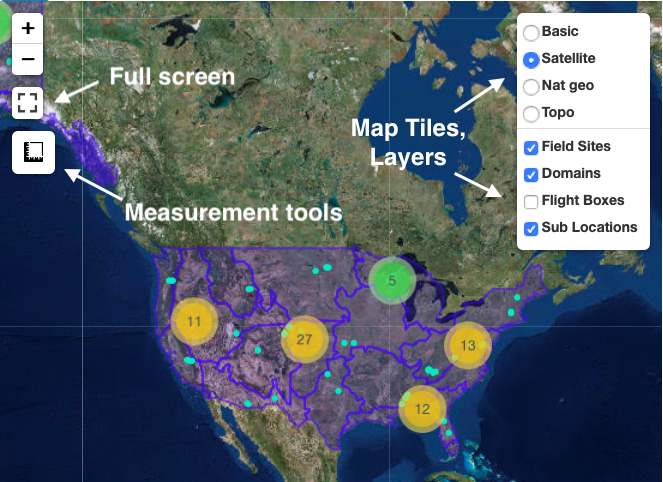 +
−
Full screen
Measurement tools
Map Tiles,
Layers
Basic
Satellite
Nat geo
Topo
Field Sites
Domains
Flight Boxes
Sub Locations
5
11
27
13
12